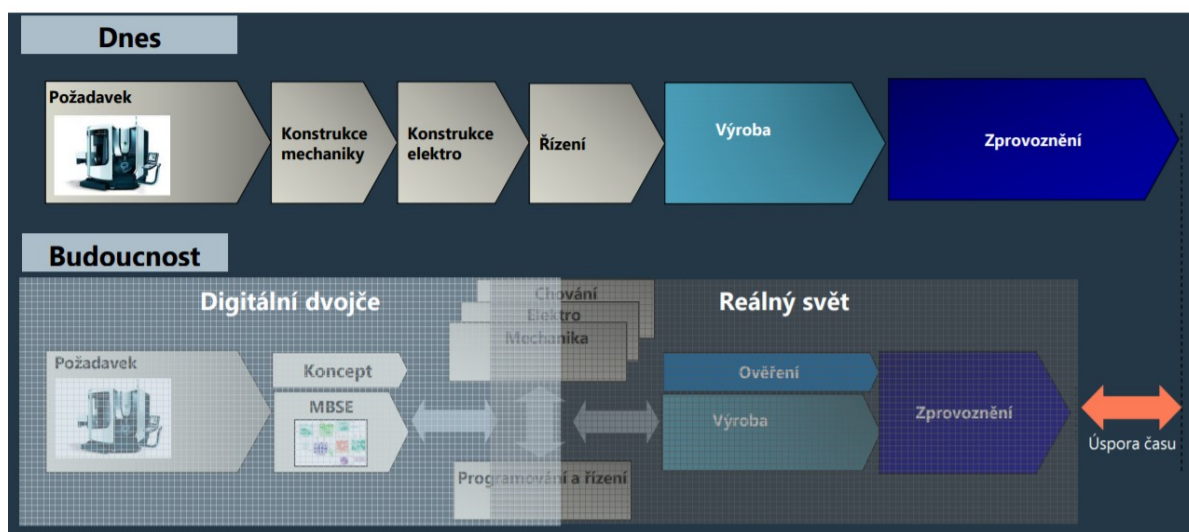 Dnes
Požadavek
Konstrukce
mechaniky
Konstrukce
elektro
Řízení
Výroba
Zprovoznění
Budoucnost
Digitální dvojče
Reálný svět
Chování
Elektro
Mechanika
Požadavek
Koncept
MBSE
Programování a řízení
Ověření
Výroba
Zprovoznění
Úspora času